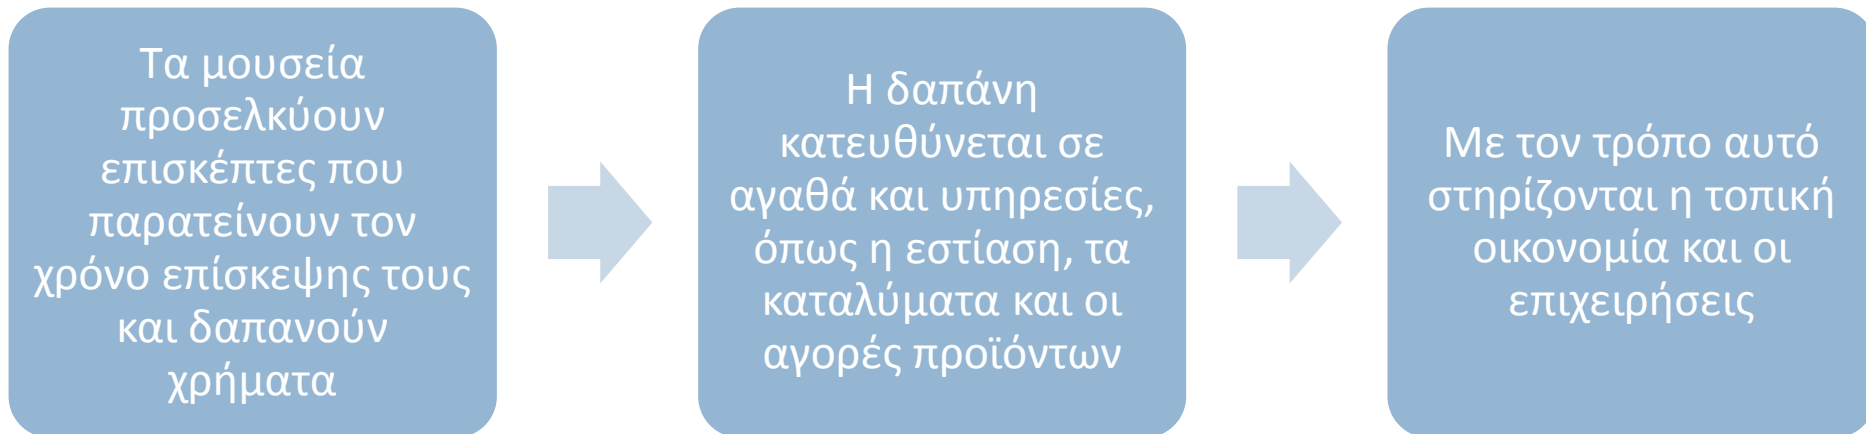 Τα μουσεία
προσελκύουν
επισκέπτες που
παρατείνουν τον
χρόνο επίσκεψης τους
και δαπανούν
χρήματα
Η δαπάνη
κατευθύνεται σε
αγαθά και υπηρεσίες,
όπως η εστίαση, τα
καταλύματα και οι
αγορές προϊόντων
Με τον τρόπο αυτό
στηρίζονται η τοπική
οικονομία και οι
επιχειρήσεις